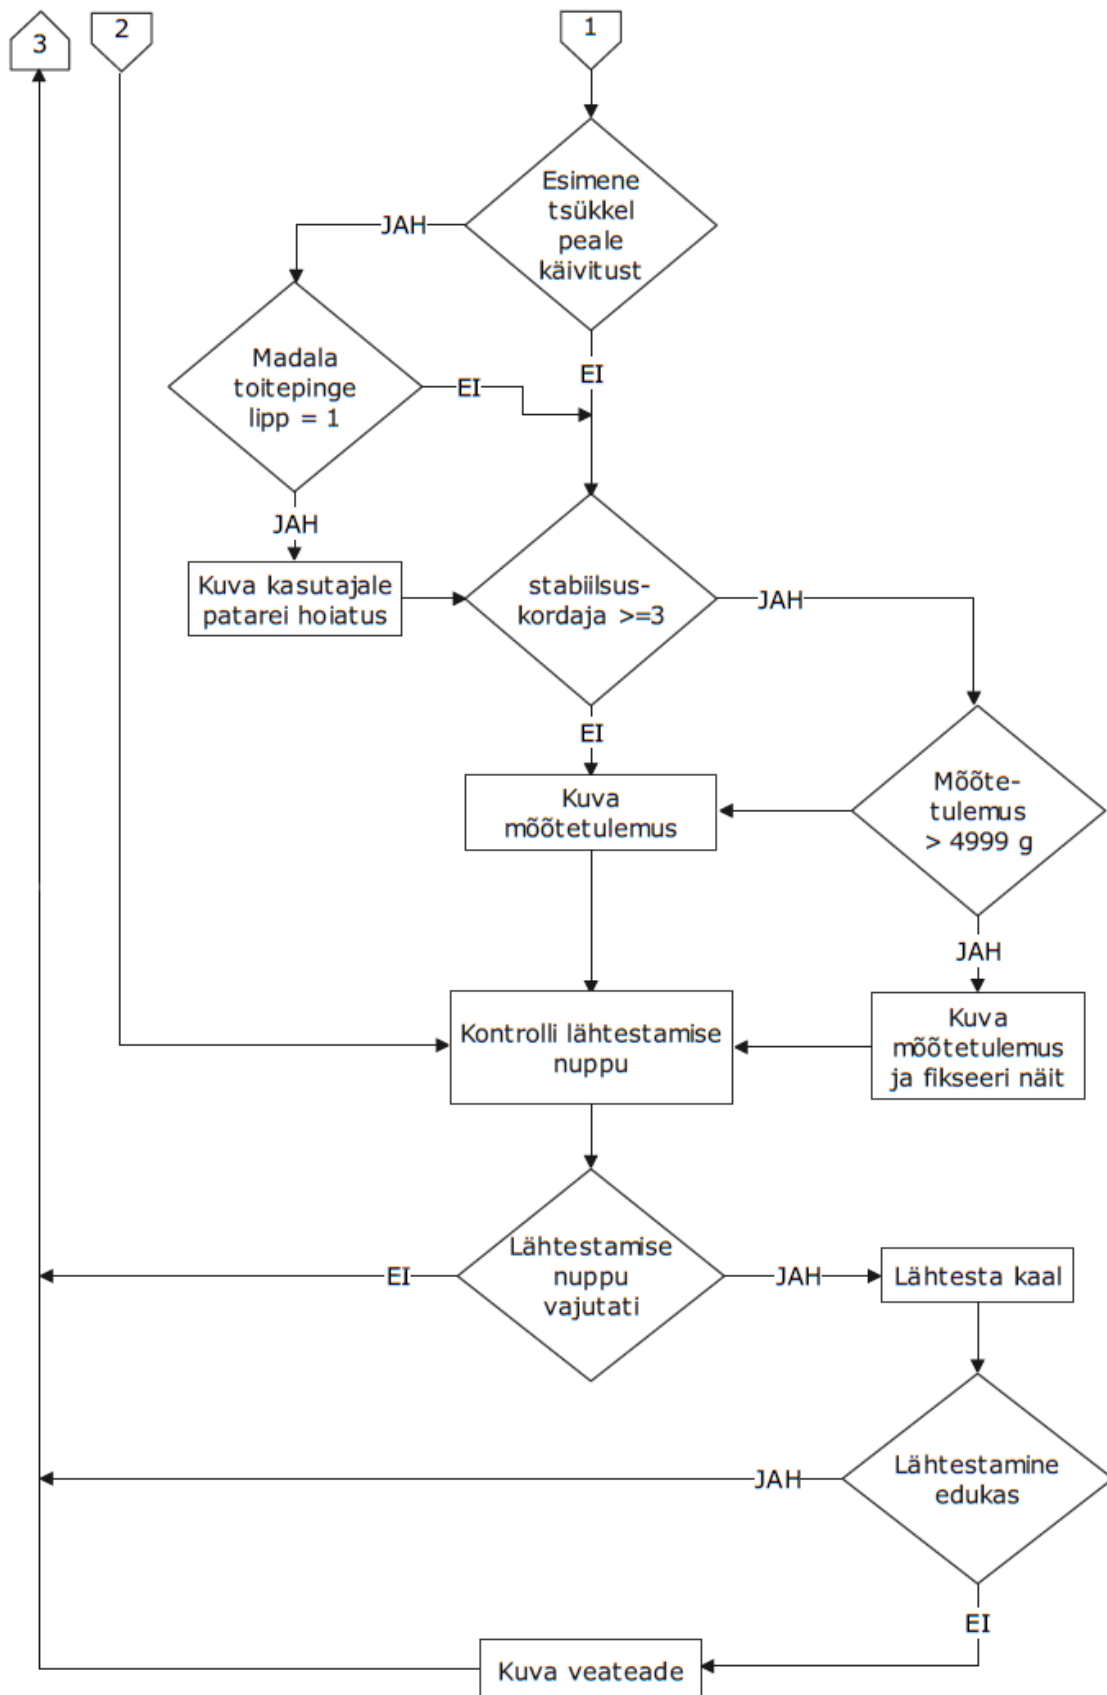 3
2
1
Esimene
tsükkel
peale
käivitust
JAH
EI
Madala
toitepinge
lipp = 1
EI
JAH
Kuva kasutajale
patarei hoiatus
stabiilsus-
kordaja >=3
JAH
EI
Kuva
mõõtetulemus
Mõõte-
tulemus
> 4999 g
JAH
Kuva
mõõtetulemus
ja fikseeri näit
Kontrolli lähtestamise
nuppu
Lähtestamise
nuppu
vajutati
EI
JAH
Lähtesta kaal
Lähtestamine
edukas
JAH
EI
Kuva veateade